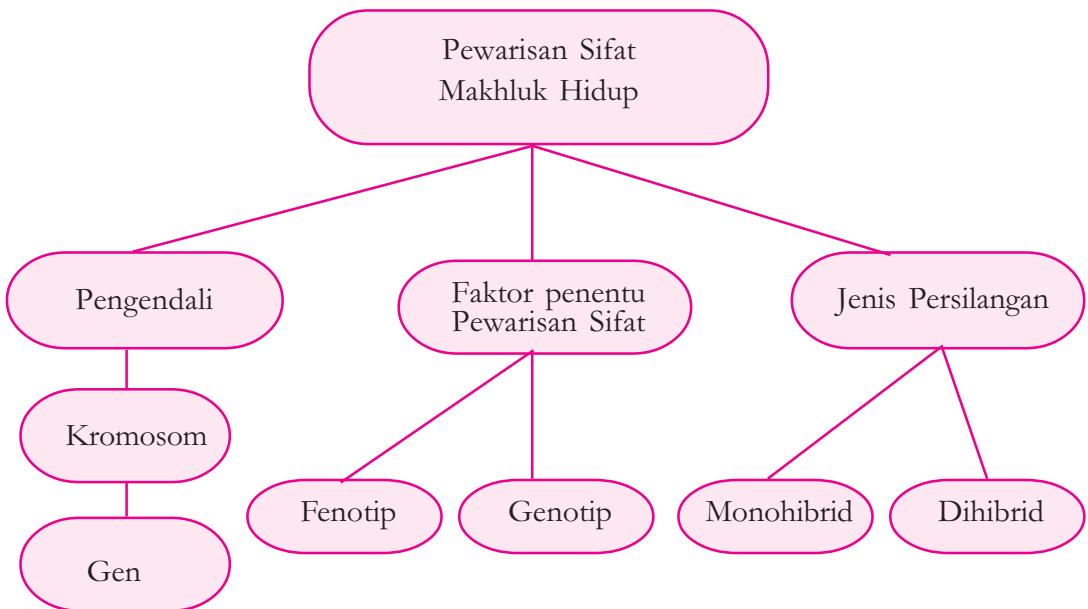 Pewarisan Sifat
Makhluk Hidup
Pengendali
Faktor penentu
Pewarisan Sifat
Jenis Persilangan
Kromosom
Fenotip
Genotip
Monohibrid
Dihibrid
Gen